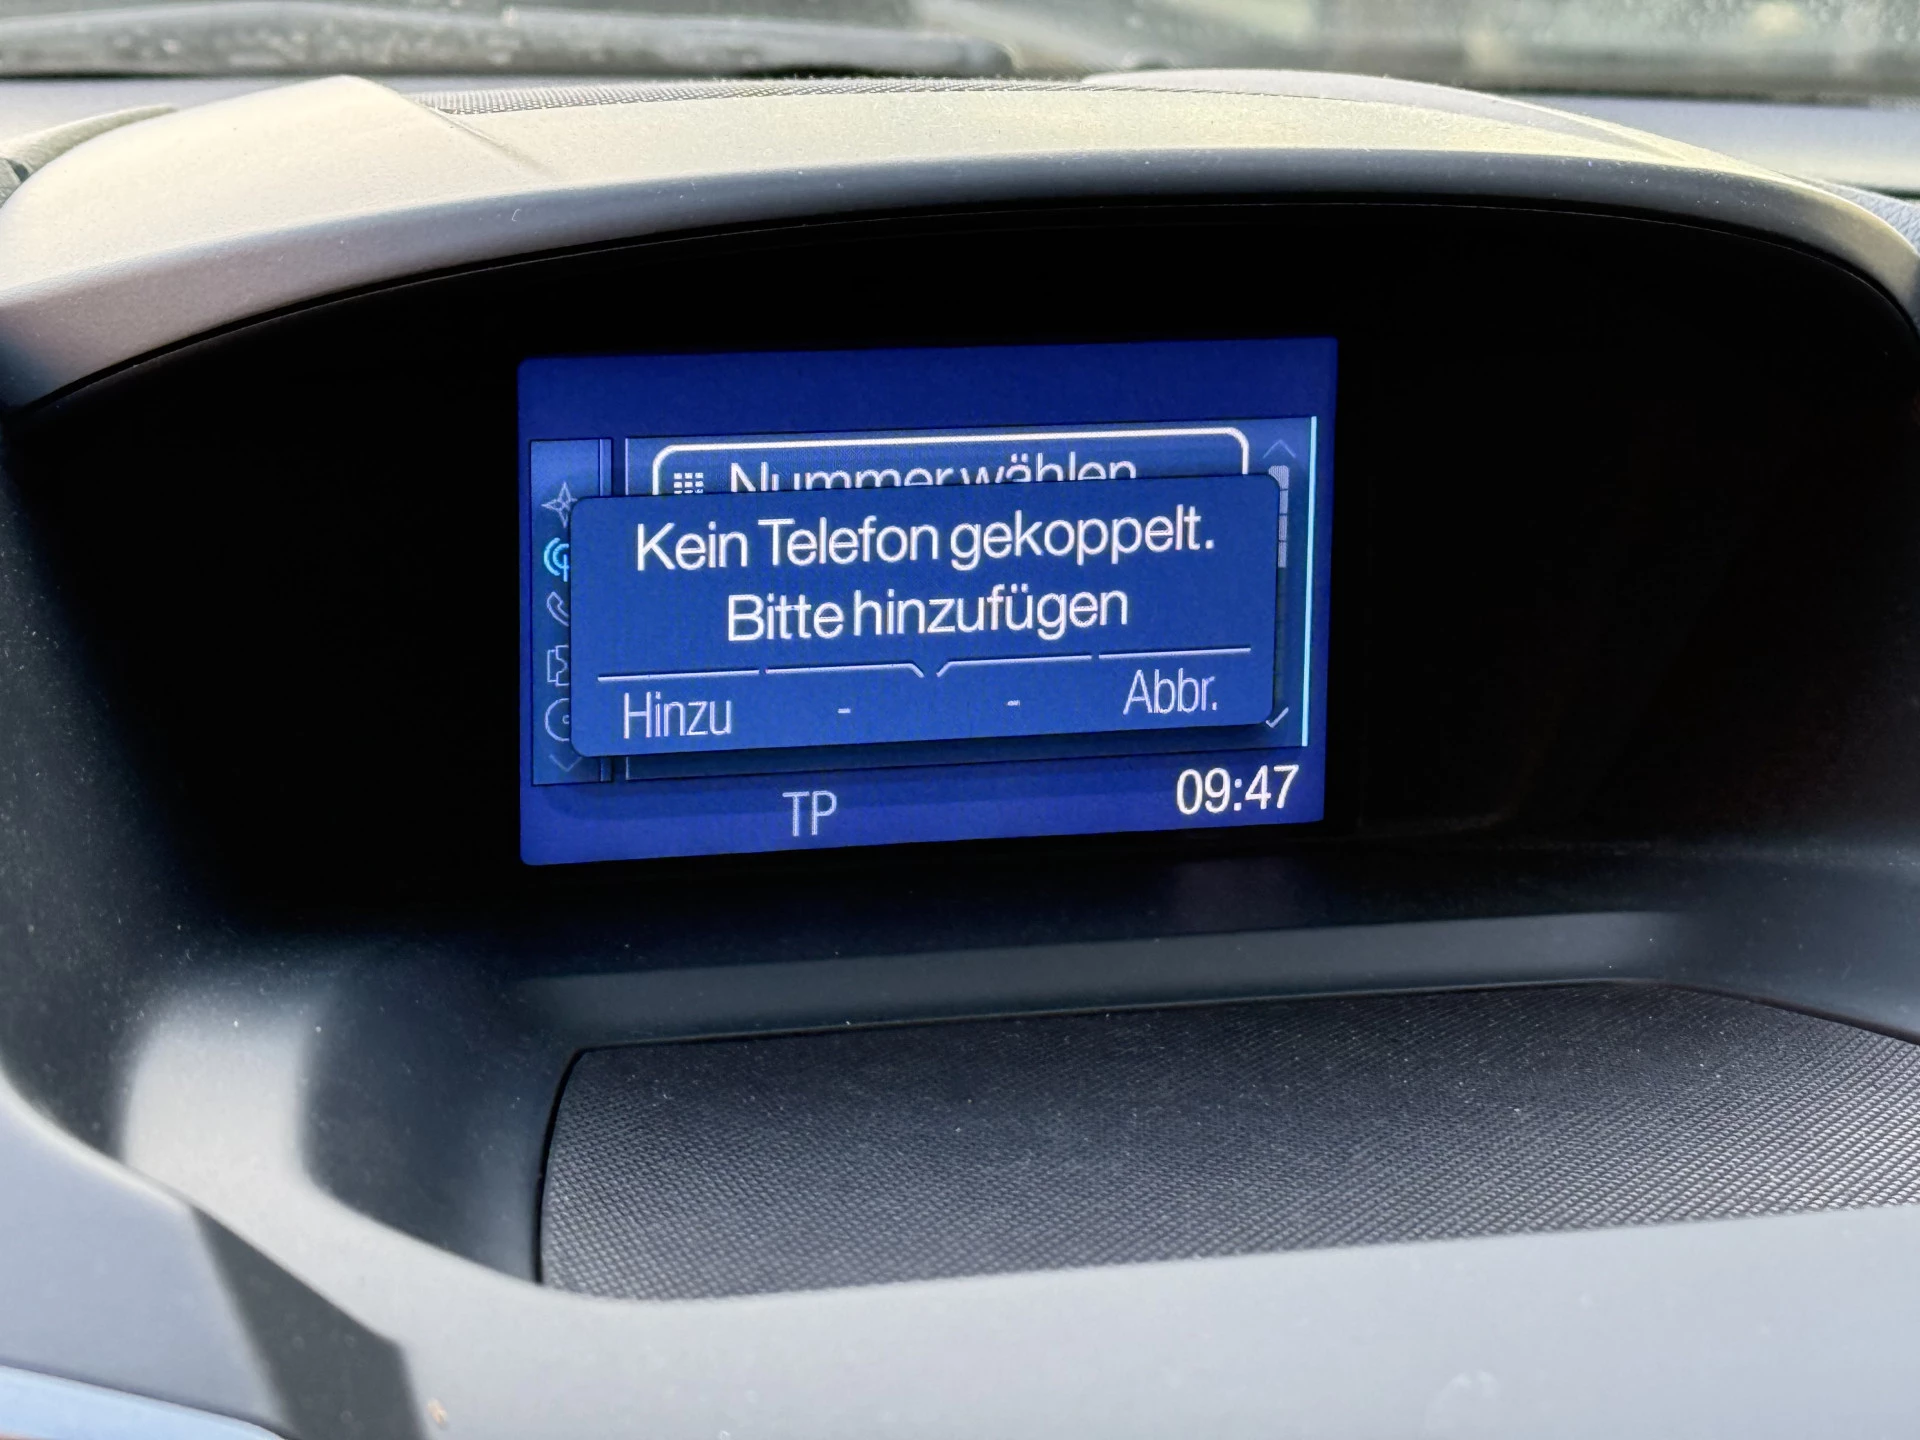 Nummer wählen
Kein Telefon gekoppelt.
Bitte hinzufügen
Hinzu - - Abbr.
TP 09:47